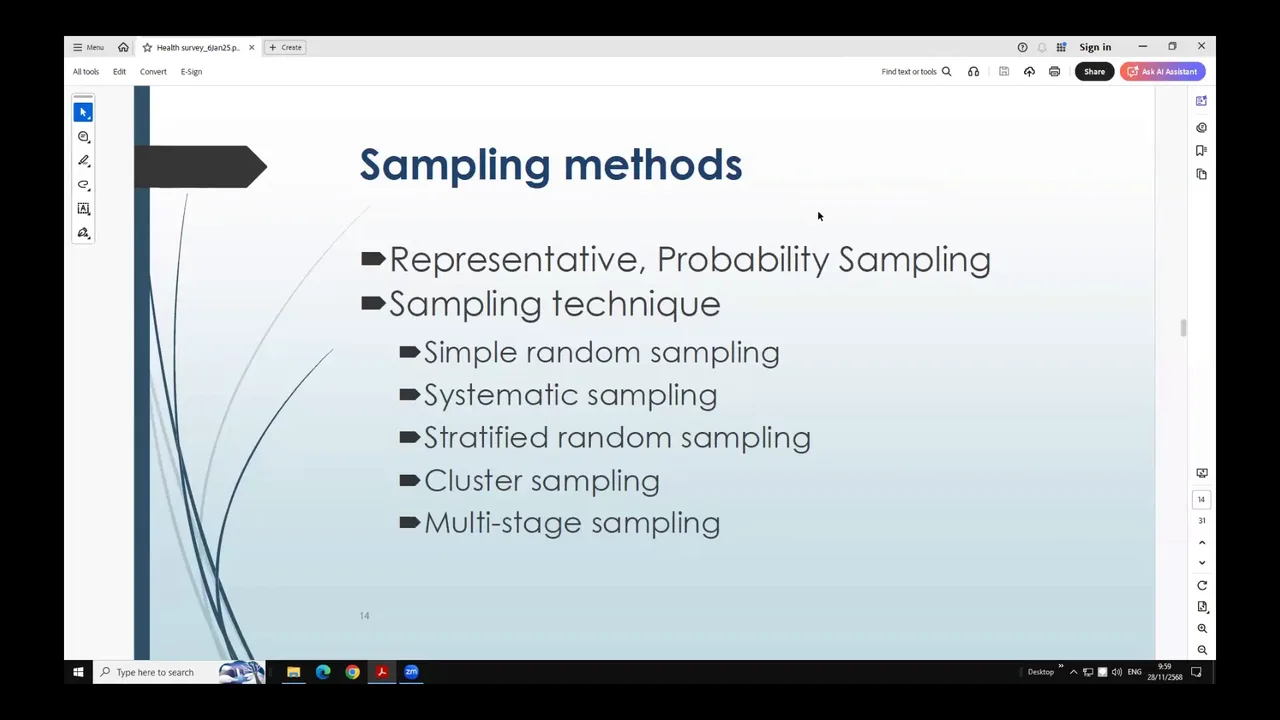 Menu
Health survey_6Jan25.p..
Create
Sign in
All tools
Edit
Convert
E-Sign
Find text or tools
Share
Ask AI Assistant
Sampling methods
Representative, Probability Sampling
Sampling technique
Simple random sampling
Systematic sampling
Stratified random sampling
Cluster sampling
Multi-stage sampling
14
14
31
Type here to search
zm
Desktop
ENG
9:59
28/11/2568